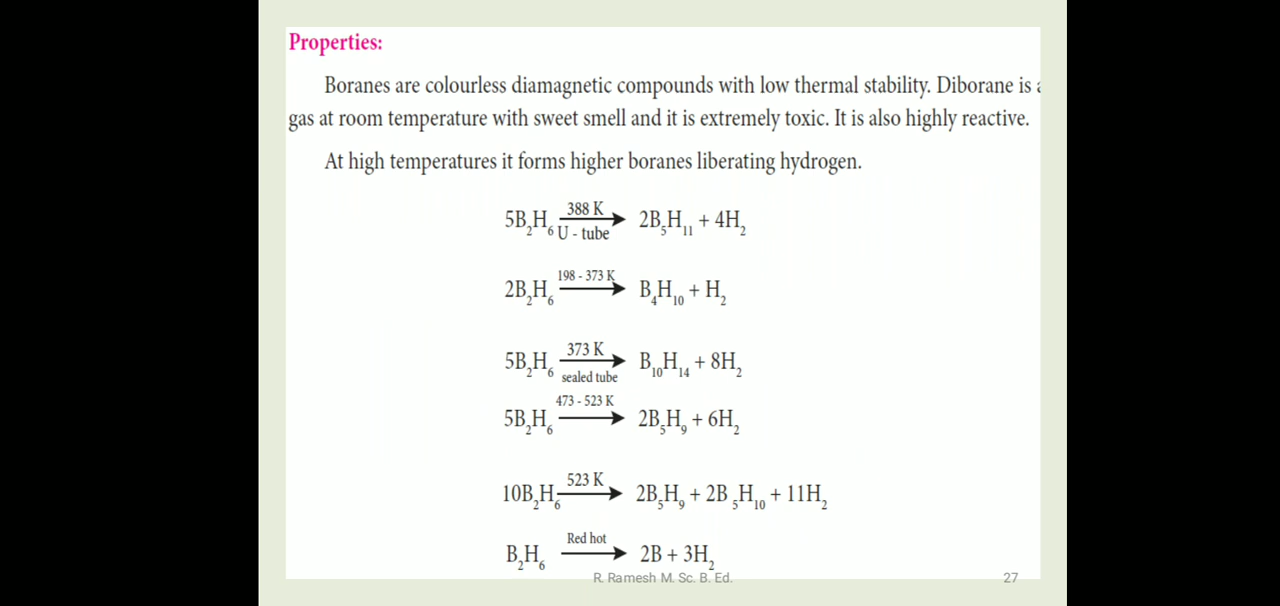 Properties:
Boranes are colourless diamagnetic compounds with low thermal stability. Diborane is
gas at room temperature with sweet smell and it is extremely toxic. It is also highly reactive.
At high temperatures it forms higher boranes liberating hydrogen.
5B₂H₆ 388 K U - tube → 2B₅H₁₁ + 4H₂
2B₂H₆ 198 - 373 K → B₄H₁₀ + H₂
5B₂H₆ 373 K sealed tube → B₁₀H₁₄ + 8H₂
5B₂H₆ 473 - 523 K → 2B₅H₉ + 6H₂
10B₂H₆ 523 K → 2B₅H₉ + 2B₅H₁₀ + 11H₂
B₂H₆ Red hot → 2B + 3H₂
R. Ramesh M. Sc. B. Ed. 27